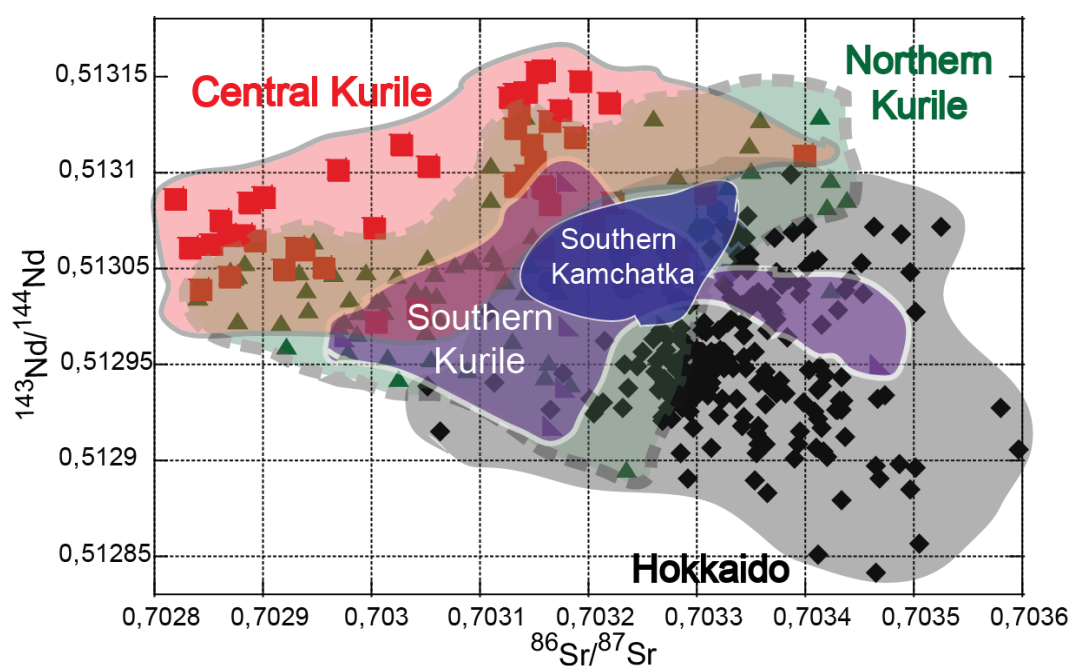 Central Kurile
Northern
Kurile
Southern
Kamchatka
Southern
Kurile
Hokkaido
143Nd/144Nd
0,51315
0,5131
0,51305
0,513
0,51295
0,5129
0,51285
0,7028 0,7029 0,703 0,7031 0,7032 0,7033 0,7034 0,7035 0,7036
86Sr/87Sr